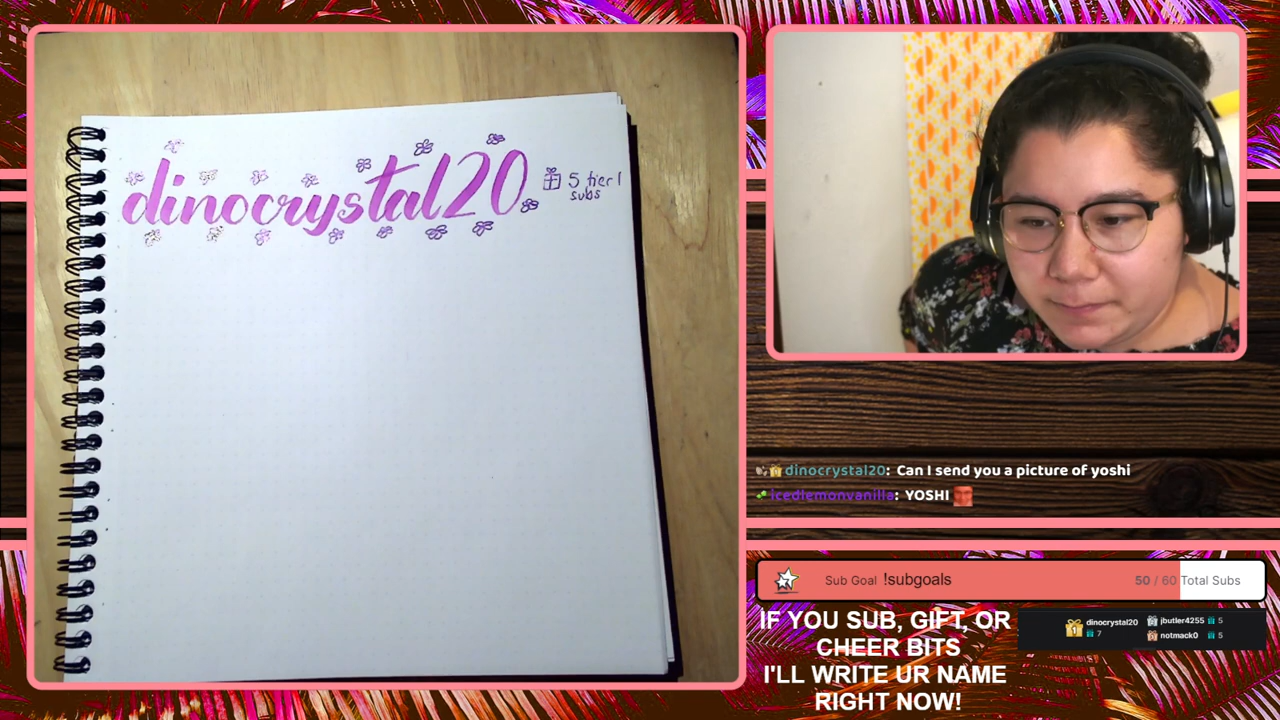 dinocrystal20
5 tier 1
subs
dinocrystal20: Can I send you a picture of yoshi
icedlemonvanilla: YOSHI
Sub Goal !subgoals
50 / 60 Total Subs
IF YOU SUB, GIFT, OR
CHEER BITS
I'LL WRITE UR NAME
RIGHT NOW!
1 dinocrystal20
7
jbutler4255 5
notmack0 5